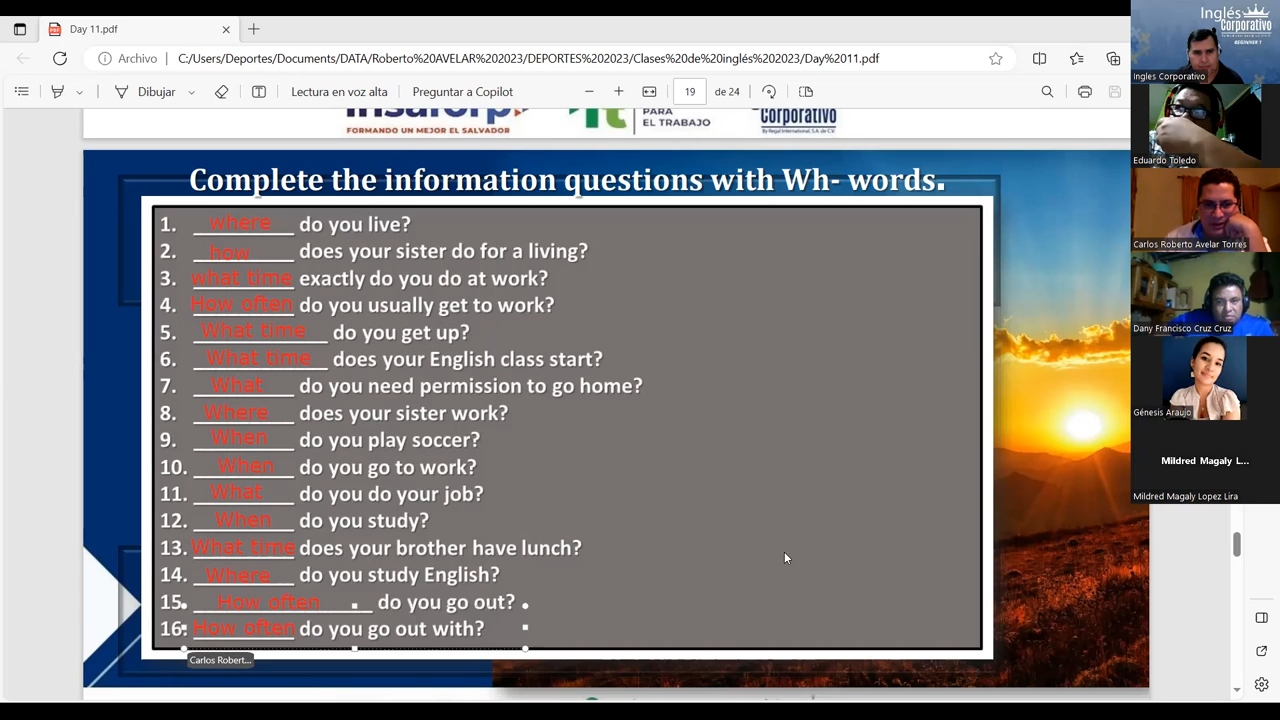 Day 11.pdf
Archivo
C:/Users/Deportes/Documents/DATA/Roberto%20AVELAR%202023/DEPORTES%202023/Clases%20de%20inglés%202023/Day%2011.pdf
Dibujar
Lectura en voz alta
Preguntar a Copilot
19
de 24
FORMANDO UN MEJOR EL SALVADOR
PARA
EL TRABAJO
Corporativo
By Regal International, S.A. de C.V.
Complete the information questions with Wh- words.
1. where do you live?
2. how does your sister do for a living?
3. what time exactly do you do at work?
4. How often do you usually get to work?
5. What time do you get up?
6. What time does your English class start?
7. What do you need permission to go home?
8. Where does your sister work?
9. When do you play soccer?
10. When do you go to work?
11. What do you do your job?
12. When do you study?
13. What time does your brother have lunch?
14. Where do you study English?
15. How often do you go out?
16. How often do you go out with?
Carlos Robert...
Inglés
Corporativo
BEGINNER 1
Ingles Corporativo
Eduardo Toledo
Carlos Roberto Avelar Torres
Dany Francisco Cruz Cruz
Génesis Araujo
Mildred Magaly L...
Mildred Magaly Lopez Lira